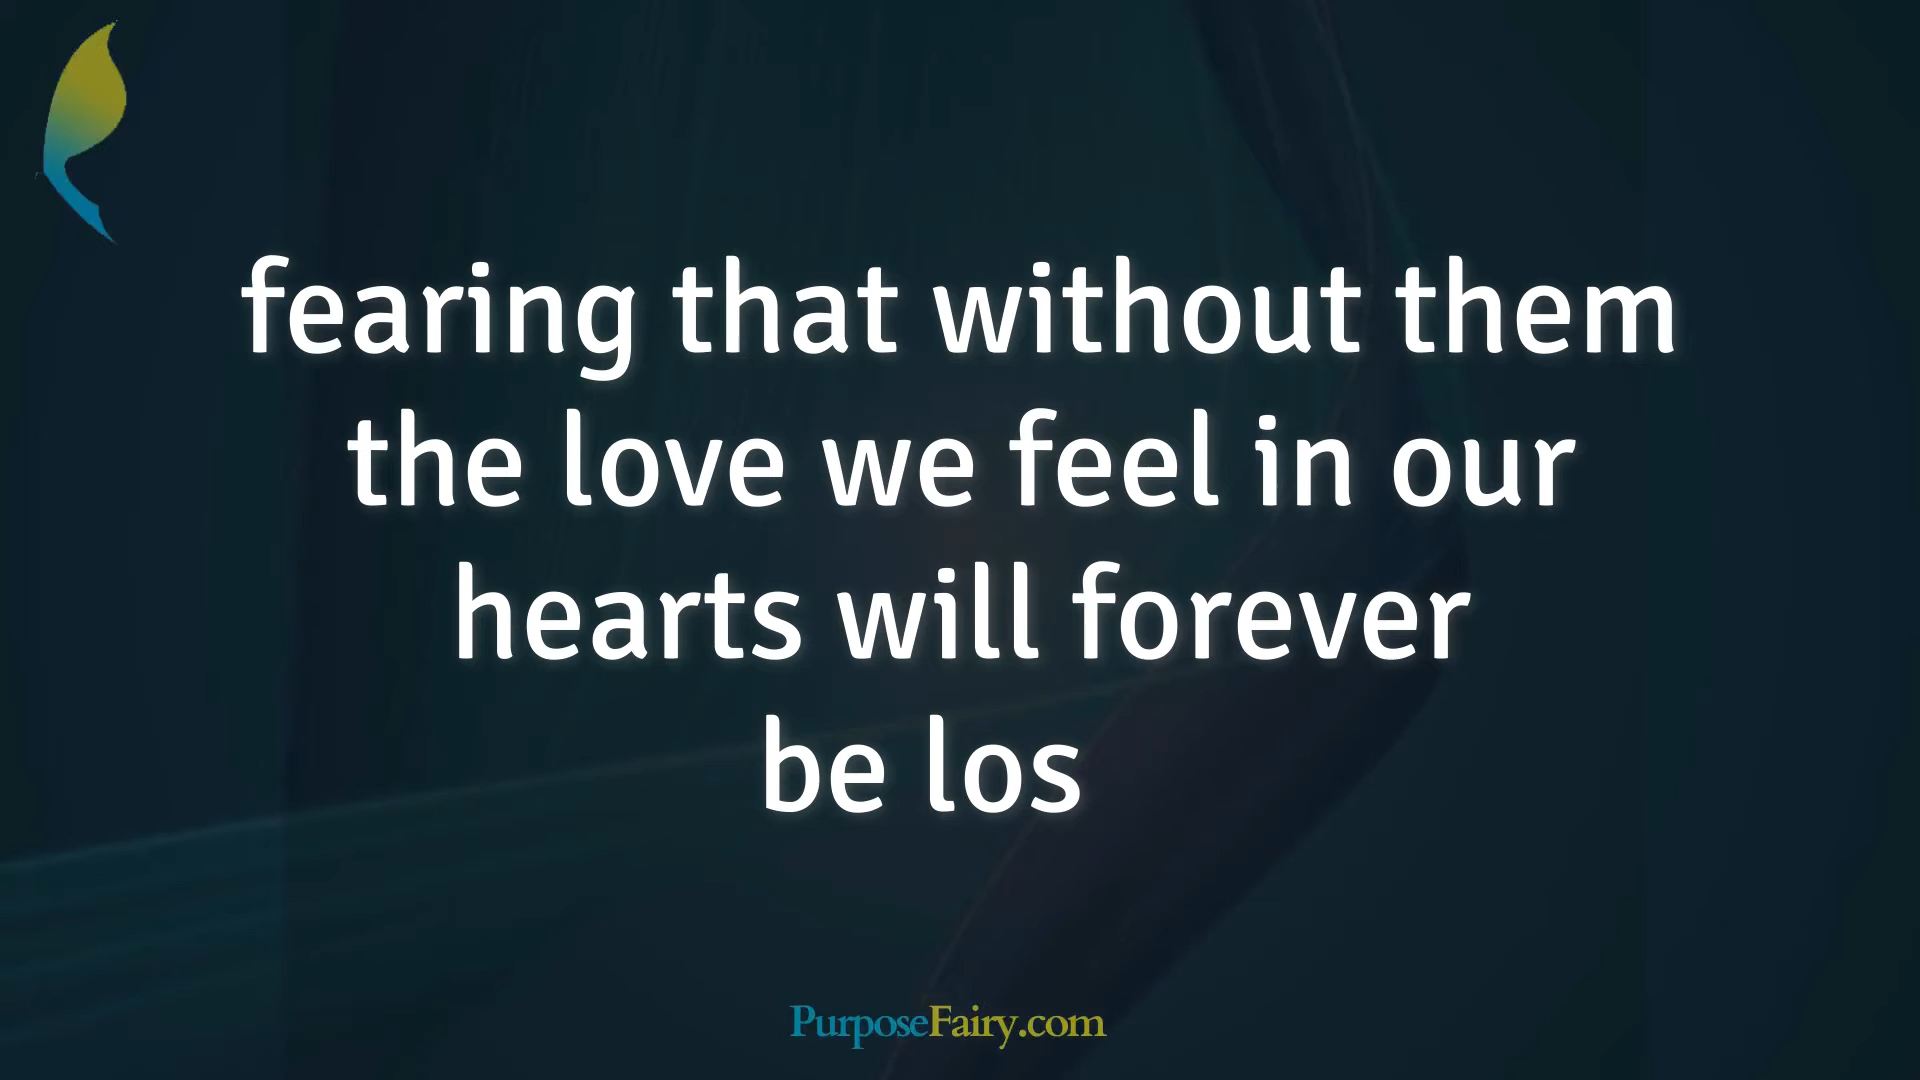 fearing that without them
the love we feel in our
hearts will forever
be los
PurposeFairy.com